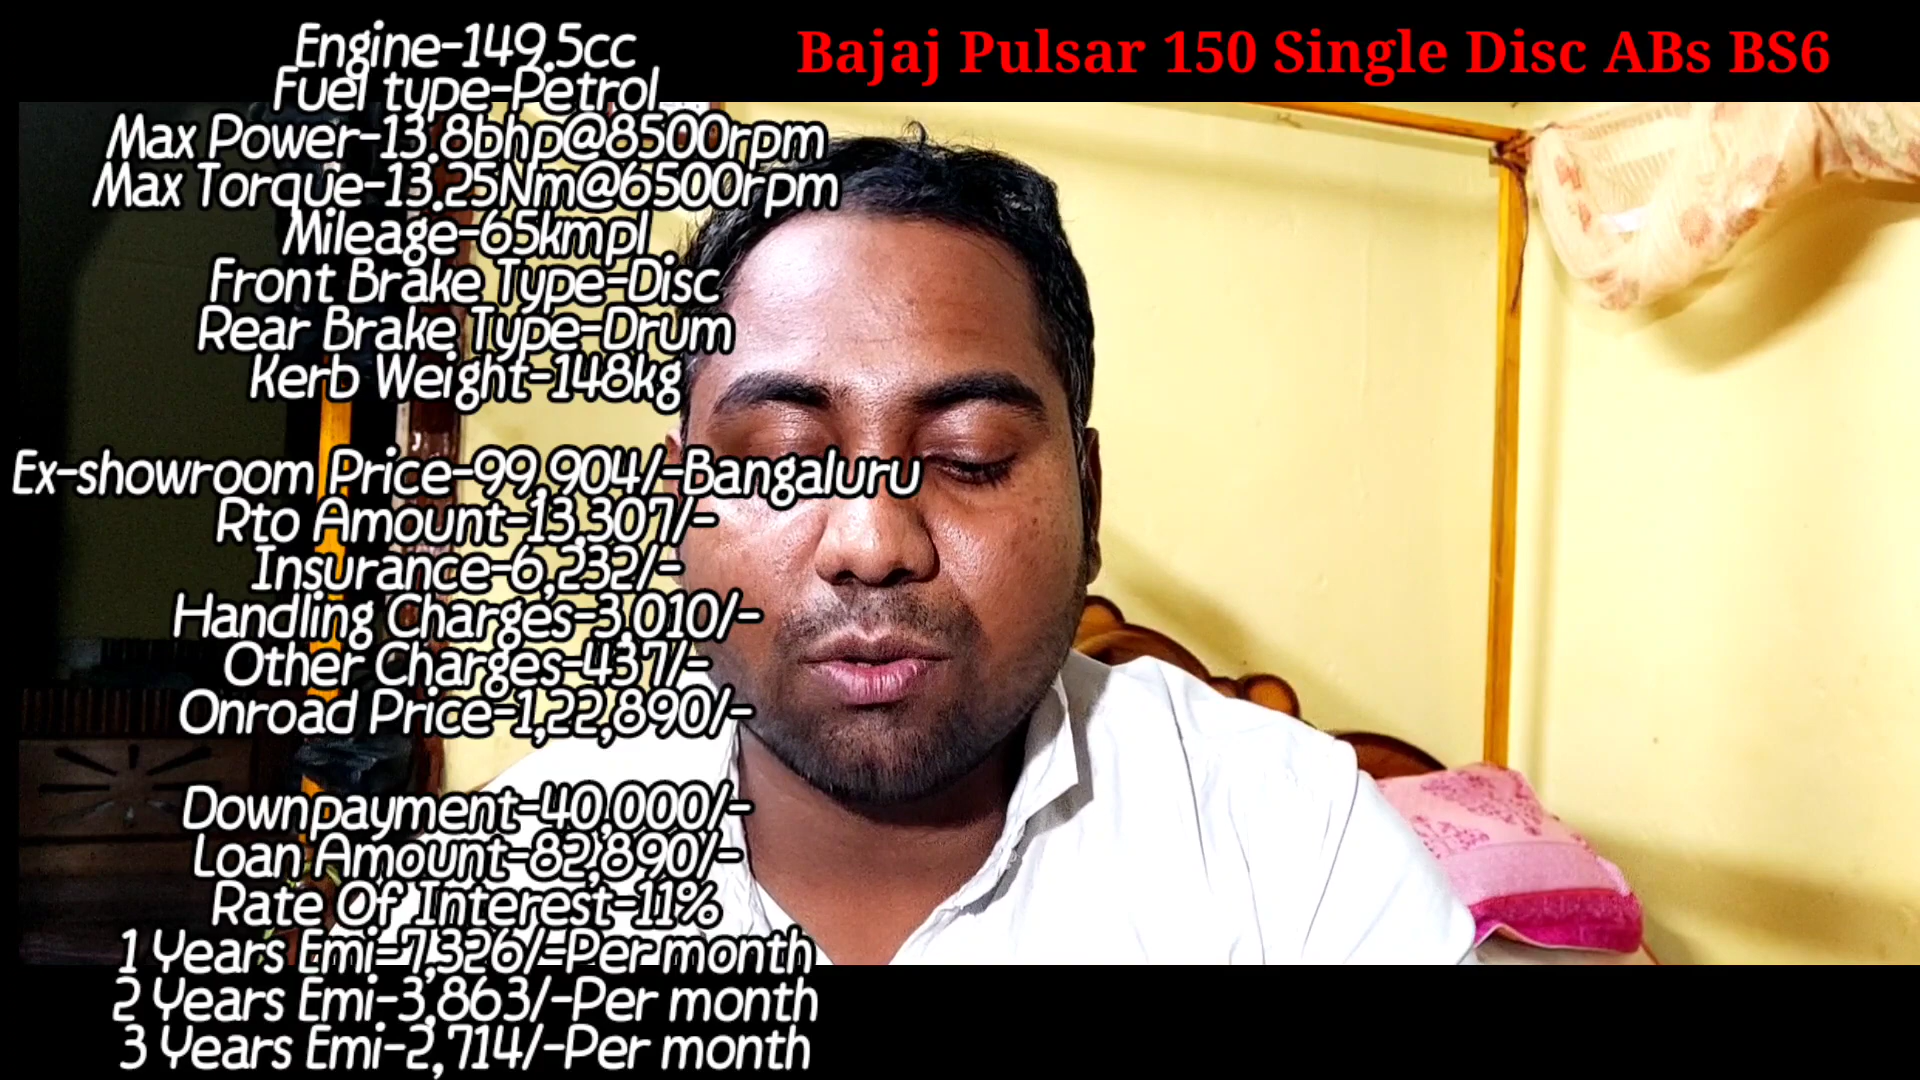 Bajaj Pulsar 150 Single Disc ABs BS6
Engine-149.5cc
Fuel type-Petrol
Max Power-13.8bhp@8500rpm
Max Torque-13.25Nm@6500rpm
Mileage-65kmpl
Front Brake Type-Disc
Rear Brake Type-Drum
Kerb Weight-148kg
Ex-showroom Price-99,904/-Bangaluru
Rto Amount-13,307/-
Insurance-6,232/-
Handling Charges-3,010/-
Other Charges-437/-
Onroad Price-1,22,890/-
Downpayment-40,000/-
Loan Amount-82,890/-
Rate Of Interest-11%
1 Years Emi-7,326/-Per month
2 Years Emi-3,863/-Per month
3 Years Emi-2,714/-Per month